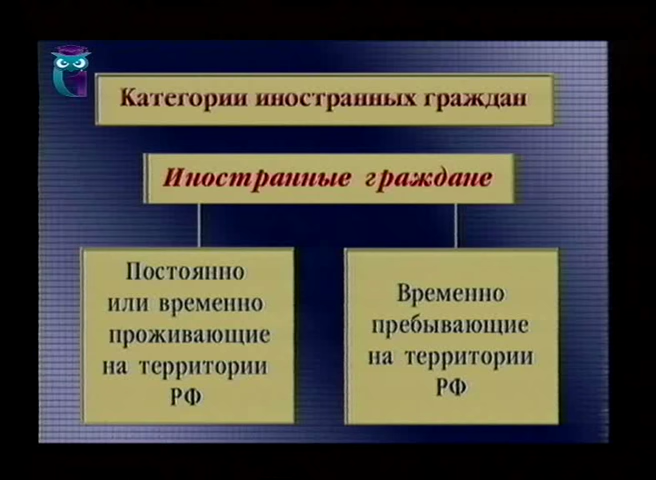 Категории иностранных граждан
Иностранные граждане
Постоянно
или временно
проживающие
на территории
РФ
Временно
пребывающие
на территории
РФ